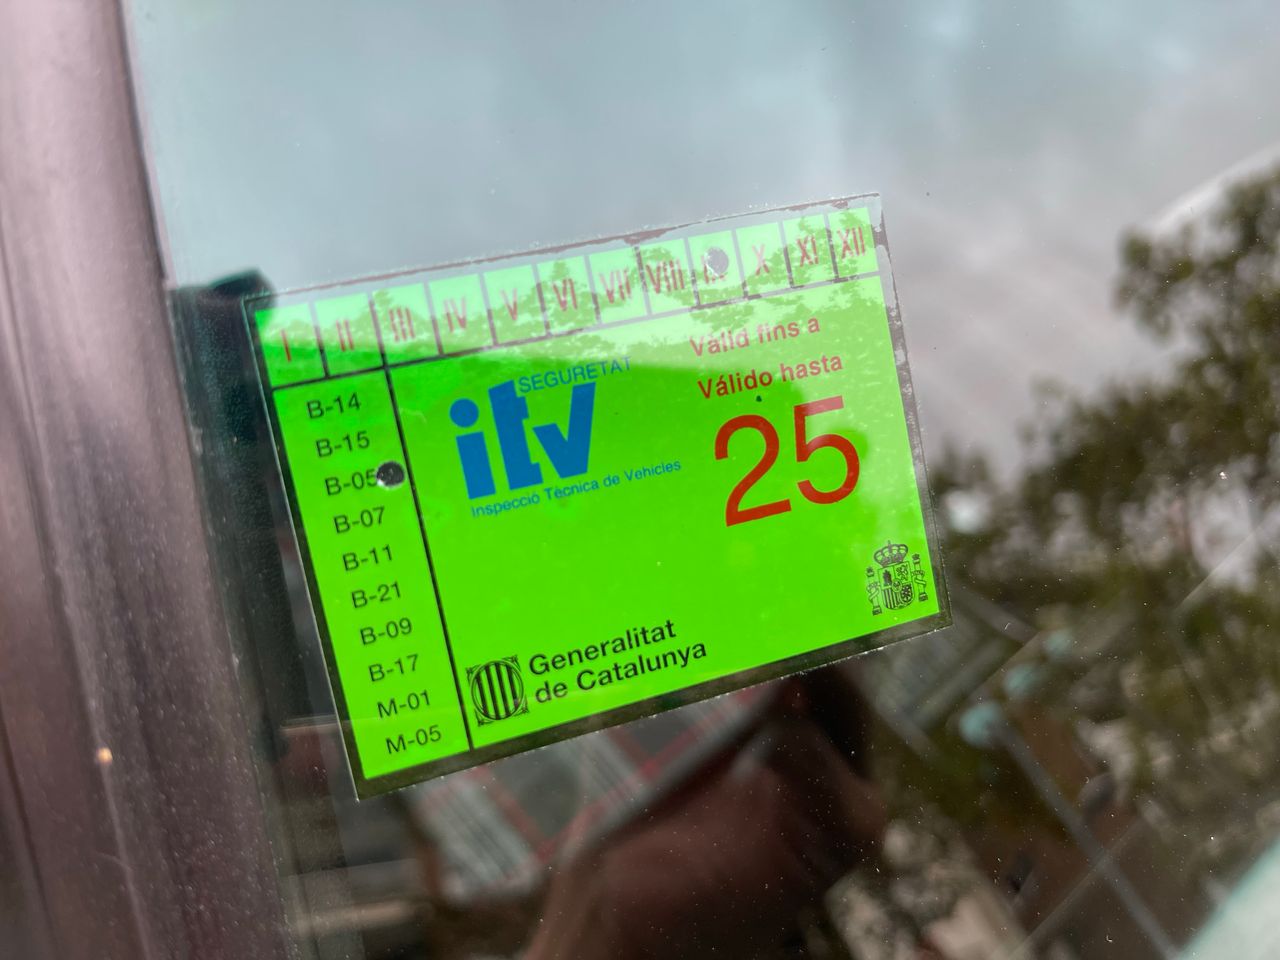 I II III IV V VI VII VIII X XI XII
B-14
B-15
B-05
B-07
B-11
B-21
B-09
B-17
M-01
M-05
SEGURETAT
itv
Inspecció Tècnica de Vehicles
Vàlid fins a
Válido hasta
25
Generalitat
de Catalunya